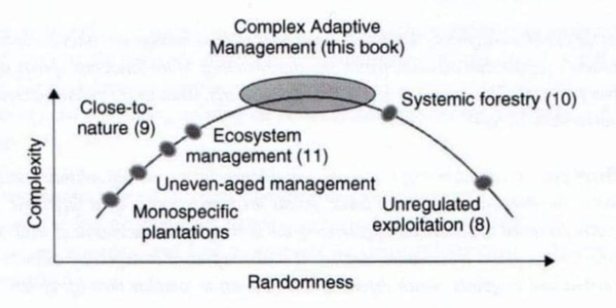 Complex Adaptive
Management (this book)
Close-to-
nature (9)
Systemic forestry (10)
Ecosystem
management (11)
Uneven-aged management
Monospecific
plantations
Unregulated
exploitation (8)
Complexity
Randomness